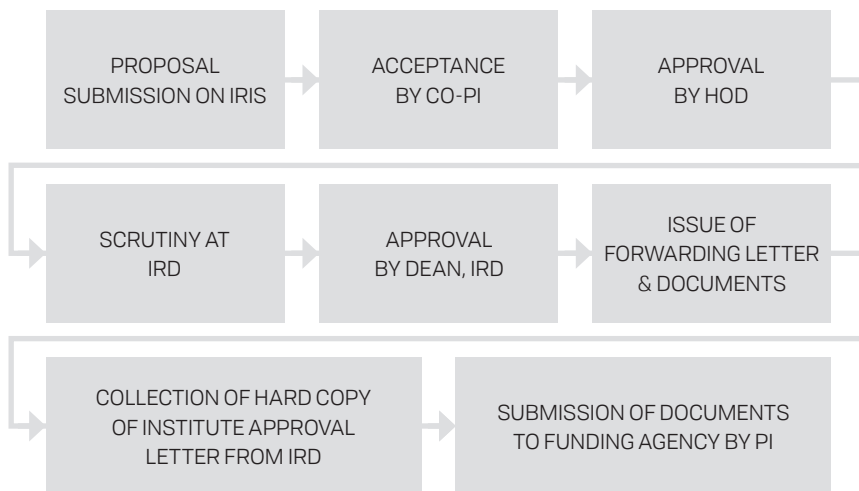 PROPOSAL
SUBMISSION ON IRIS
ACCEPTANCE
BY CO-PI
APPROVAL
BY HOD
SCRUTINY AT
IRD
APPROVAL
BY DEAN, IRD
ISSUE OF
FORWARDING LETTER
& DOCUMENTS
COLLECTION OF HARD COPY
OF INSTITUTE APPROVAL
LETTER FROM IRD
SUBMISSION OF DOCUMENTS
TO FUNDING AGENCY BY PI